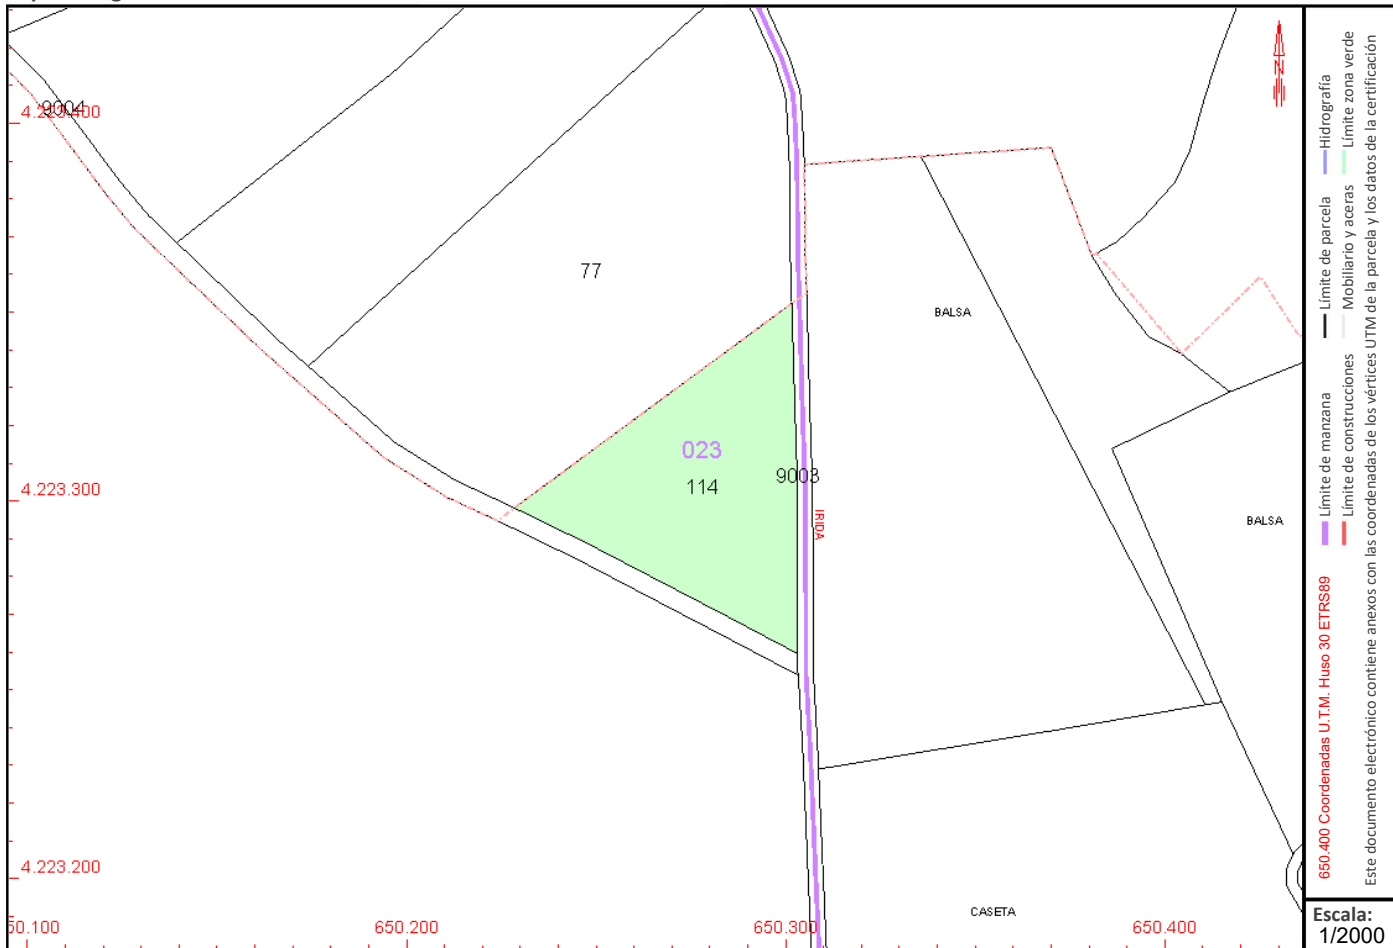 9004
4.223.400
77
BALSA
023
114
9003
4.223.300
IRIDA
BALSA
4.223.200
CASETA
50.100
650.200
650.300
650.400
N
Hidrografía
Límite zona verde
Límite de parcela
Mobiliario y aceras
Límite de manzana
Límite de construcciones
650.400 Coordenadas U.T.M. Huso 30 ETRS89
Este documento electrónico contiene anexos con las coordenadas de los vértices UTM de la parcela y los datos de la certificación
Escala:
1/2000